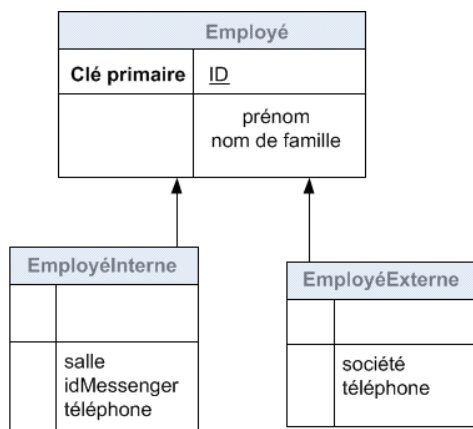 Employé
Clé primaire ID
prénom
nom de famille
EmployéInterne
salle
idMessenger
téléphone
EmployéExterne
société
téléphone